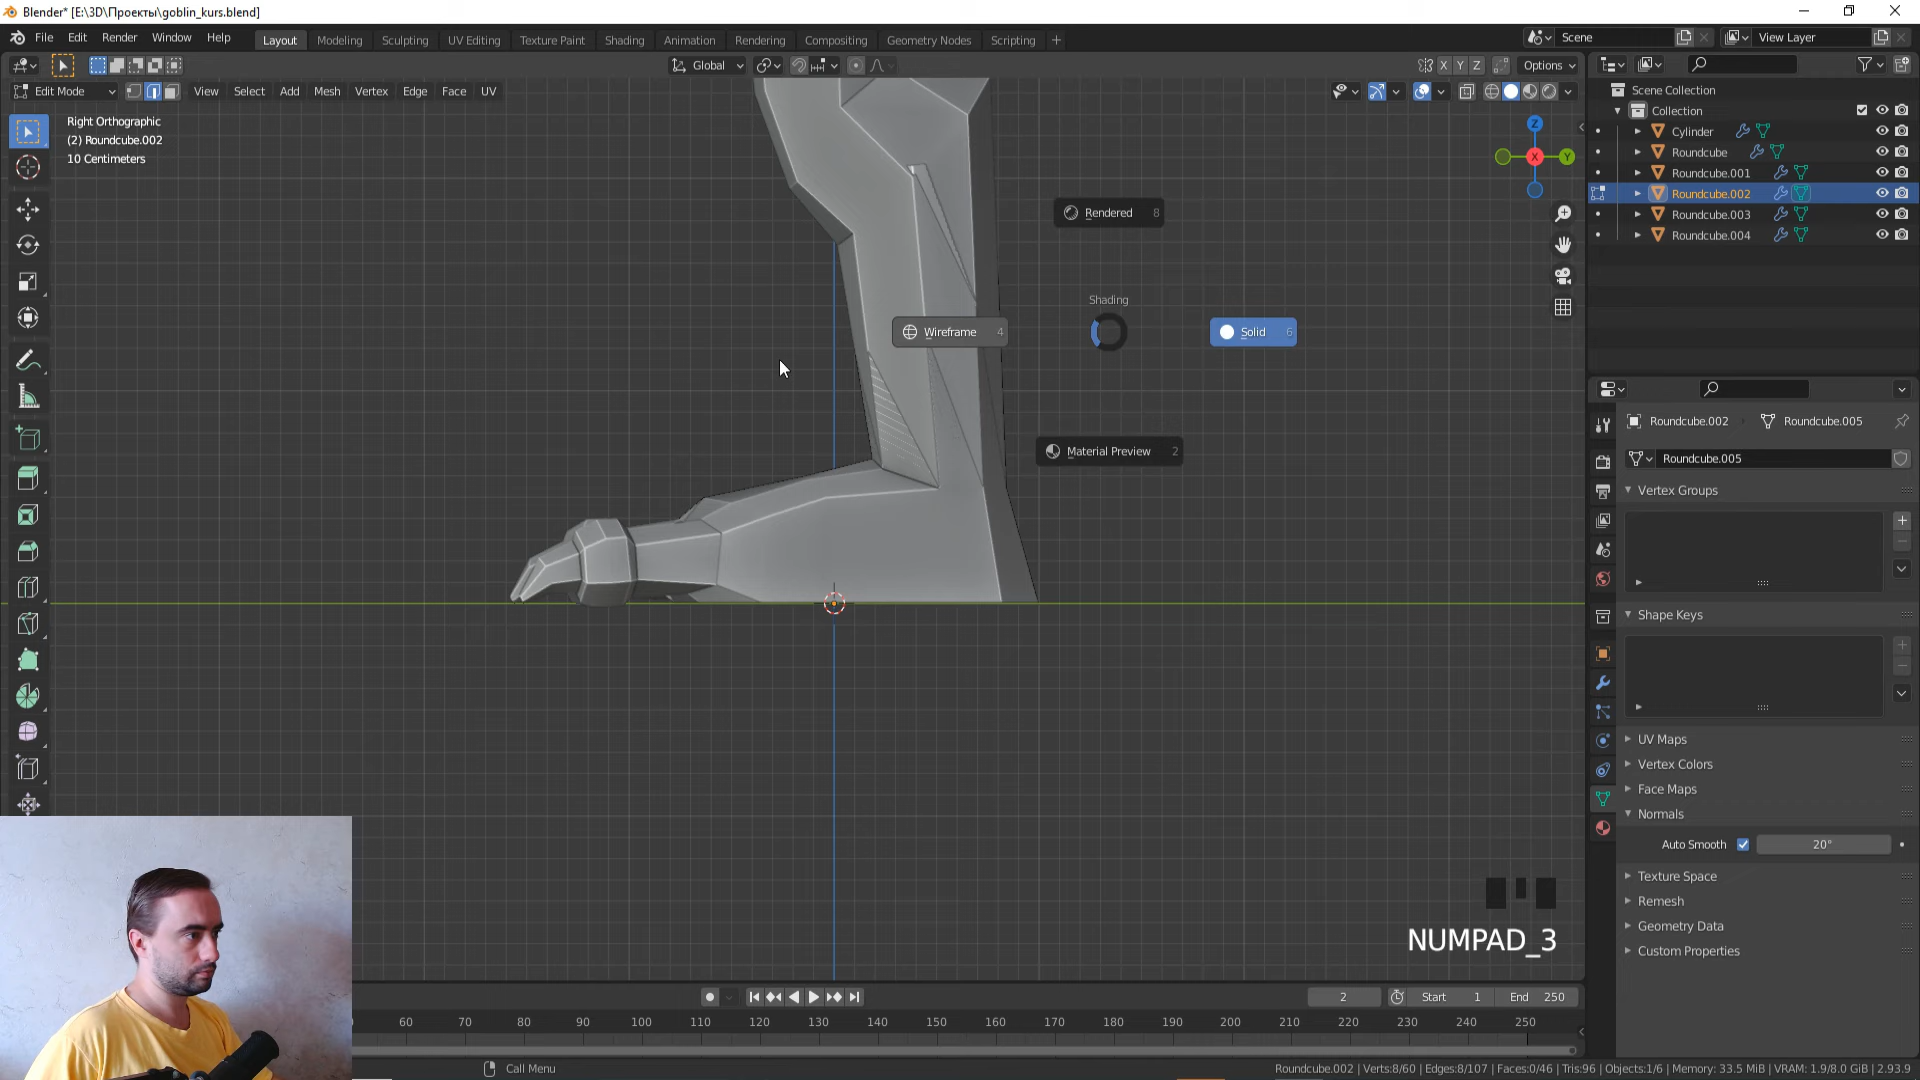 Blender* [E:\3D\Проекты\goblin_kurs.blend]
File Edit Render Window Help
Layout Modeling Sculpting UV Editing Texture Paint Shading Animation Rendering Compositing Geometry Nodes Scripting +
Scene View Layer
Global X Y Z Options
Edit Mode View Select Add Mesh Vertex Edge Face UV
Right Orthographic
(2) Roundcube.002
10 Centimeters
Z
X
Y
Rendered 8
Shading
Wireframe 4
Solid 6
Material Preview 2
NUMPAD_3
Scene Collection
Collection
Cylinder
Roundcube
Roundcube.001
Roundcube.002
Roundcube.003
Roundcube.004
Roundcube.002 Roundcube.005
Roundcube.005
Vertex Groups
Shape Keys
UV Maps
Vertex Colors
Face Maps
Normals
Auto Smooth 20°
Texture Space
Remesh
Geometry Data
Custom Properties
2 Start 1 End 250
60 70 80 90 100 110 120 130 140 150 160 170 180 190 200 210 220 230 240 250
Call Menu
Roundcube.002 | Verts:8/60 | Edges:8/107 | Faces:0/46 | Tris:96 | Objects:1/6 | Memory: 33.5 MiB | VRAM: 1.9/8.0 GiB | 2.93.9